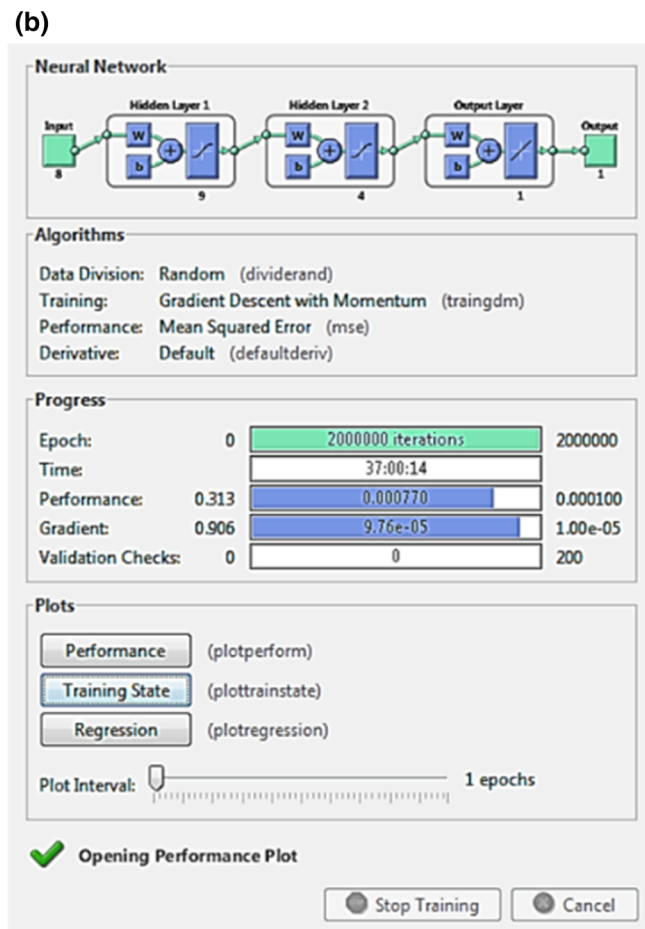 (b)
Neural Network
Hidden Layer 1 Hidden Layer 2 Output Layer
Input Output
W W W
b b b
8 1
9 4 1
Algorithms
Data Division: Random (dividerand)
Training: Gradient Descent with Momentum (traingdm)
Performance: Mean Squared Error (mse)
Derivative: Default (defaultderiv)
Progress
Epoch: 0 2000000 iterations 2000000
Time: 37:00:14
Performance: 0.313 0.000770 0.000100
Gradient: 0.906 9.76e-05 1.00e-05
Validation Checks: 0 0 200
Plots
Performance (plotperform)
Training State (plottrainstate)
Regression (plotregression)
Plot Interval: 1 epochs
Opening Performance Plot
Stop Training Cancel